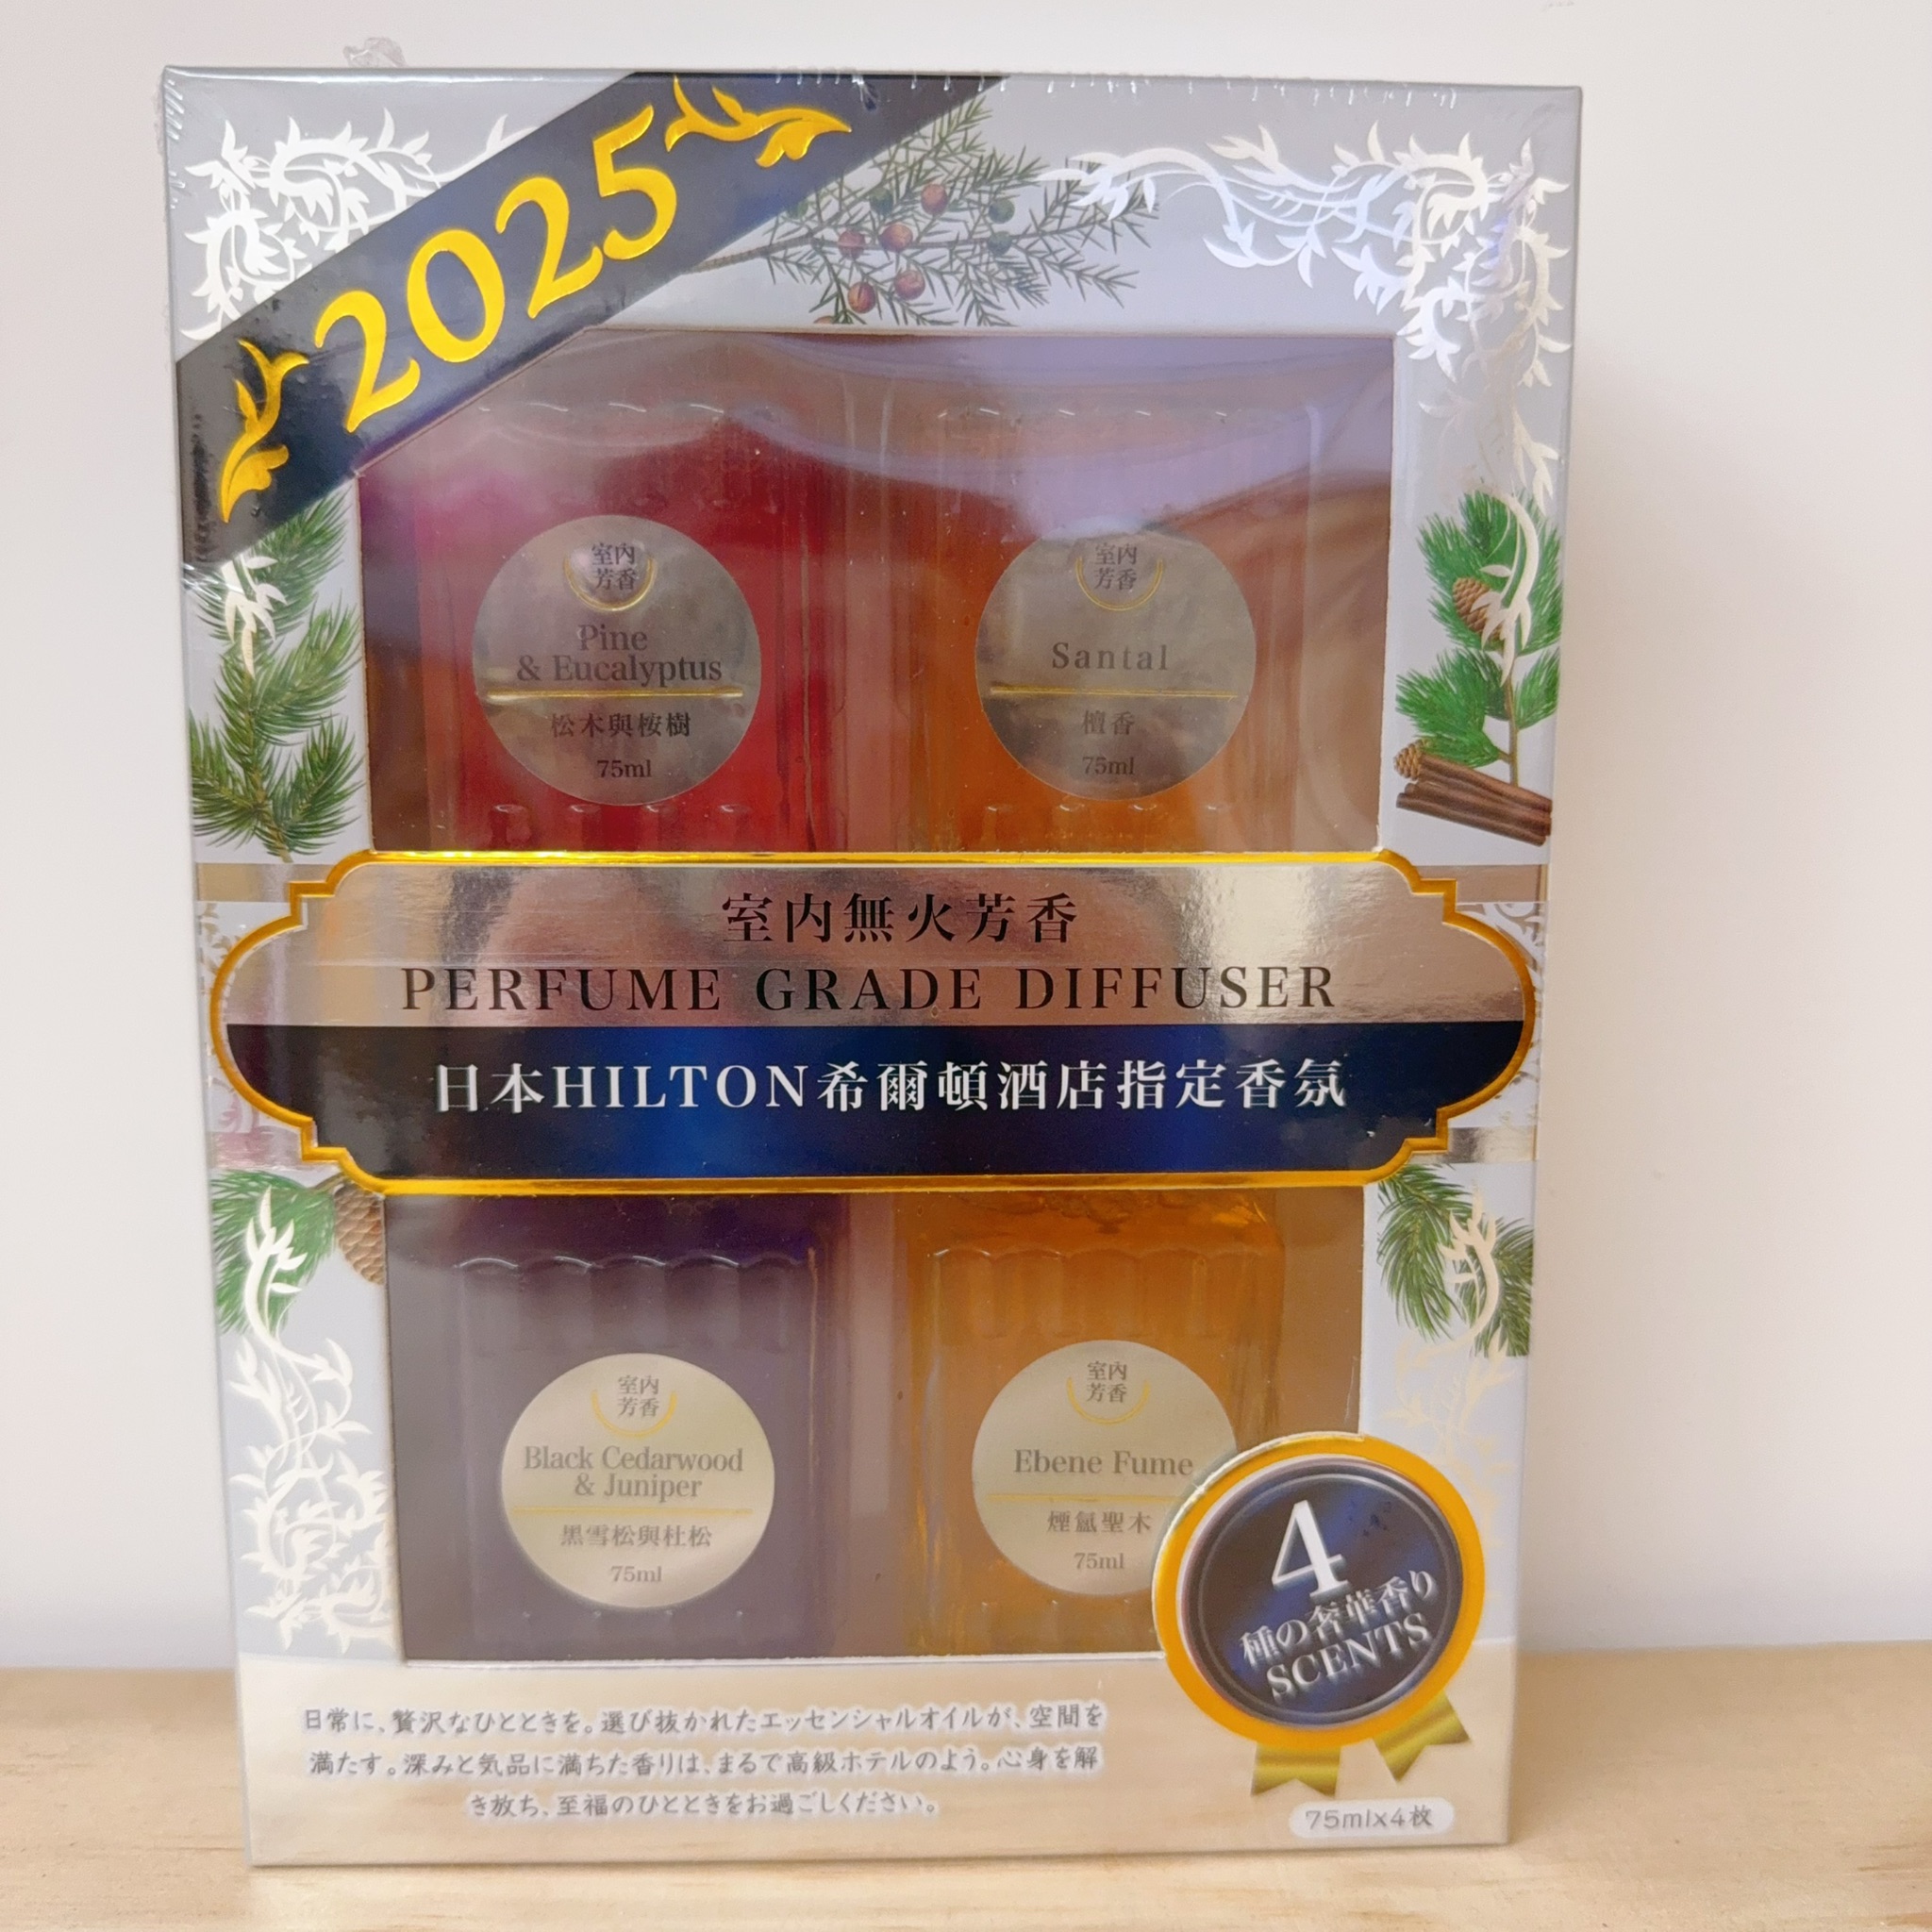 2025
室內
芳香
Pine
& Eucalyptus
松木與桉樹
75ml
室內
芳香
Santal
檀香
75ml
室内無火芳香
PERFUME GRADE DIFFUSER
日本HILTON希爾頓酒店指定香氛
室內
芳香
Black Cedarwood
& Juniper
黑雪松與杜松
75ml
室內
芳香
Ebene Fume
煙氳聖木
75ml
4
種の奢華香り
SCENTS
日常に、贅沢なひとときを。選び抜かれたエッセンシャルオイルが、空間を
満たす。深みと気品に満ちた香りは、まるで高級ホテルのよう。心身を解
き放ち、至福のひとときをお過ごしください。
75mlx4枚